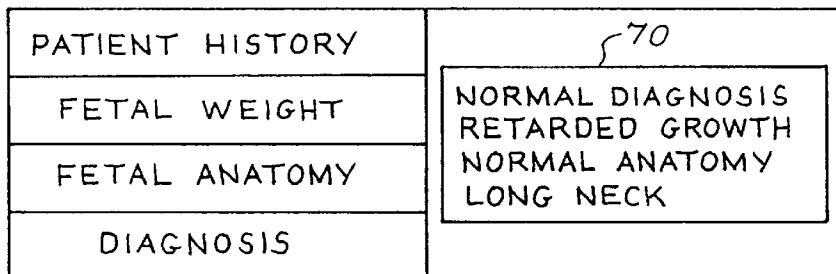 PATIENT HISTORY
FETAL WEIGHT
FETAL ANATOMY
DIAGNOSIS
70
NORMAL DIAGNOSIS
RETARDED GROWTH
NORMAL ANATOMY
LONG NECK